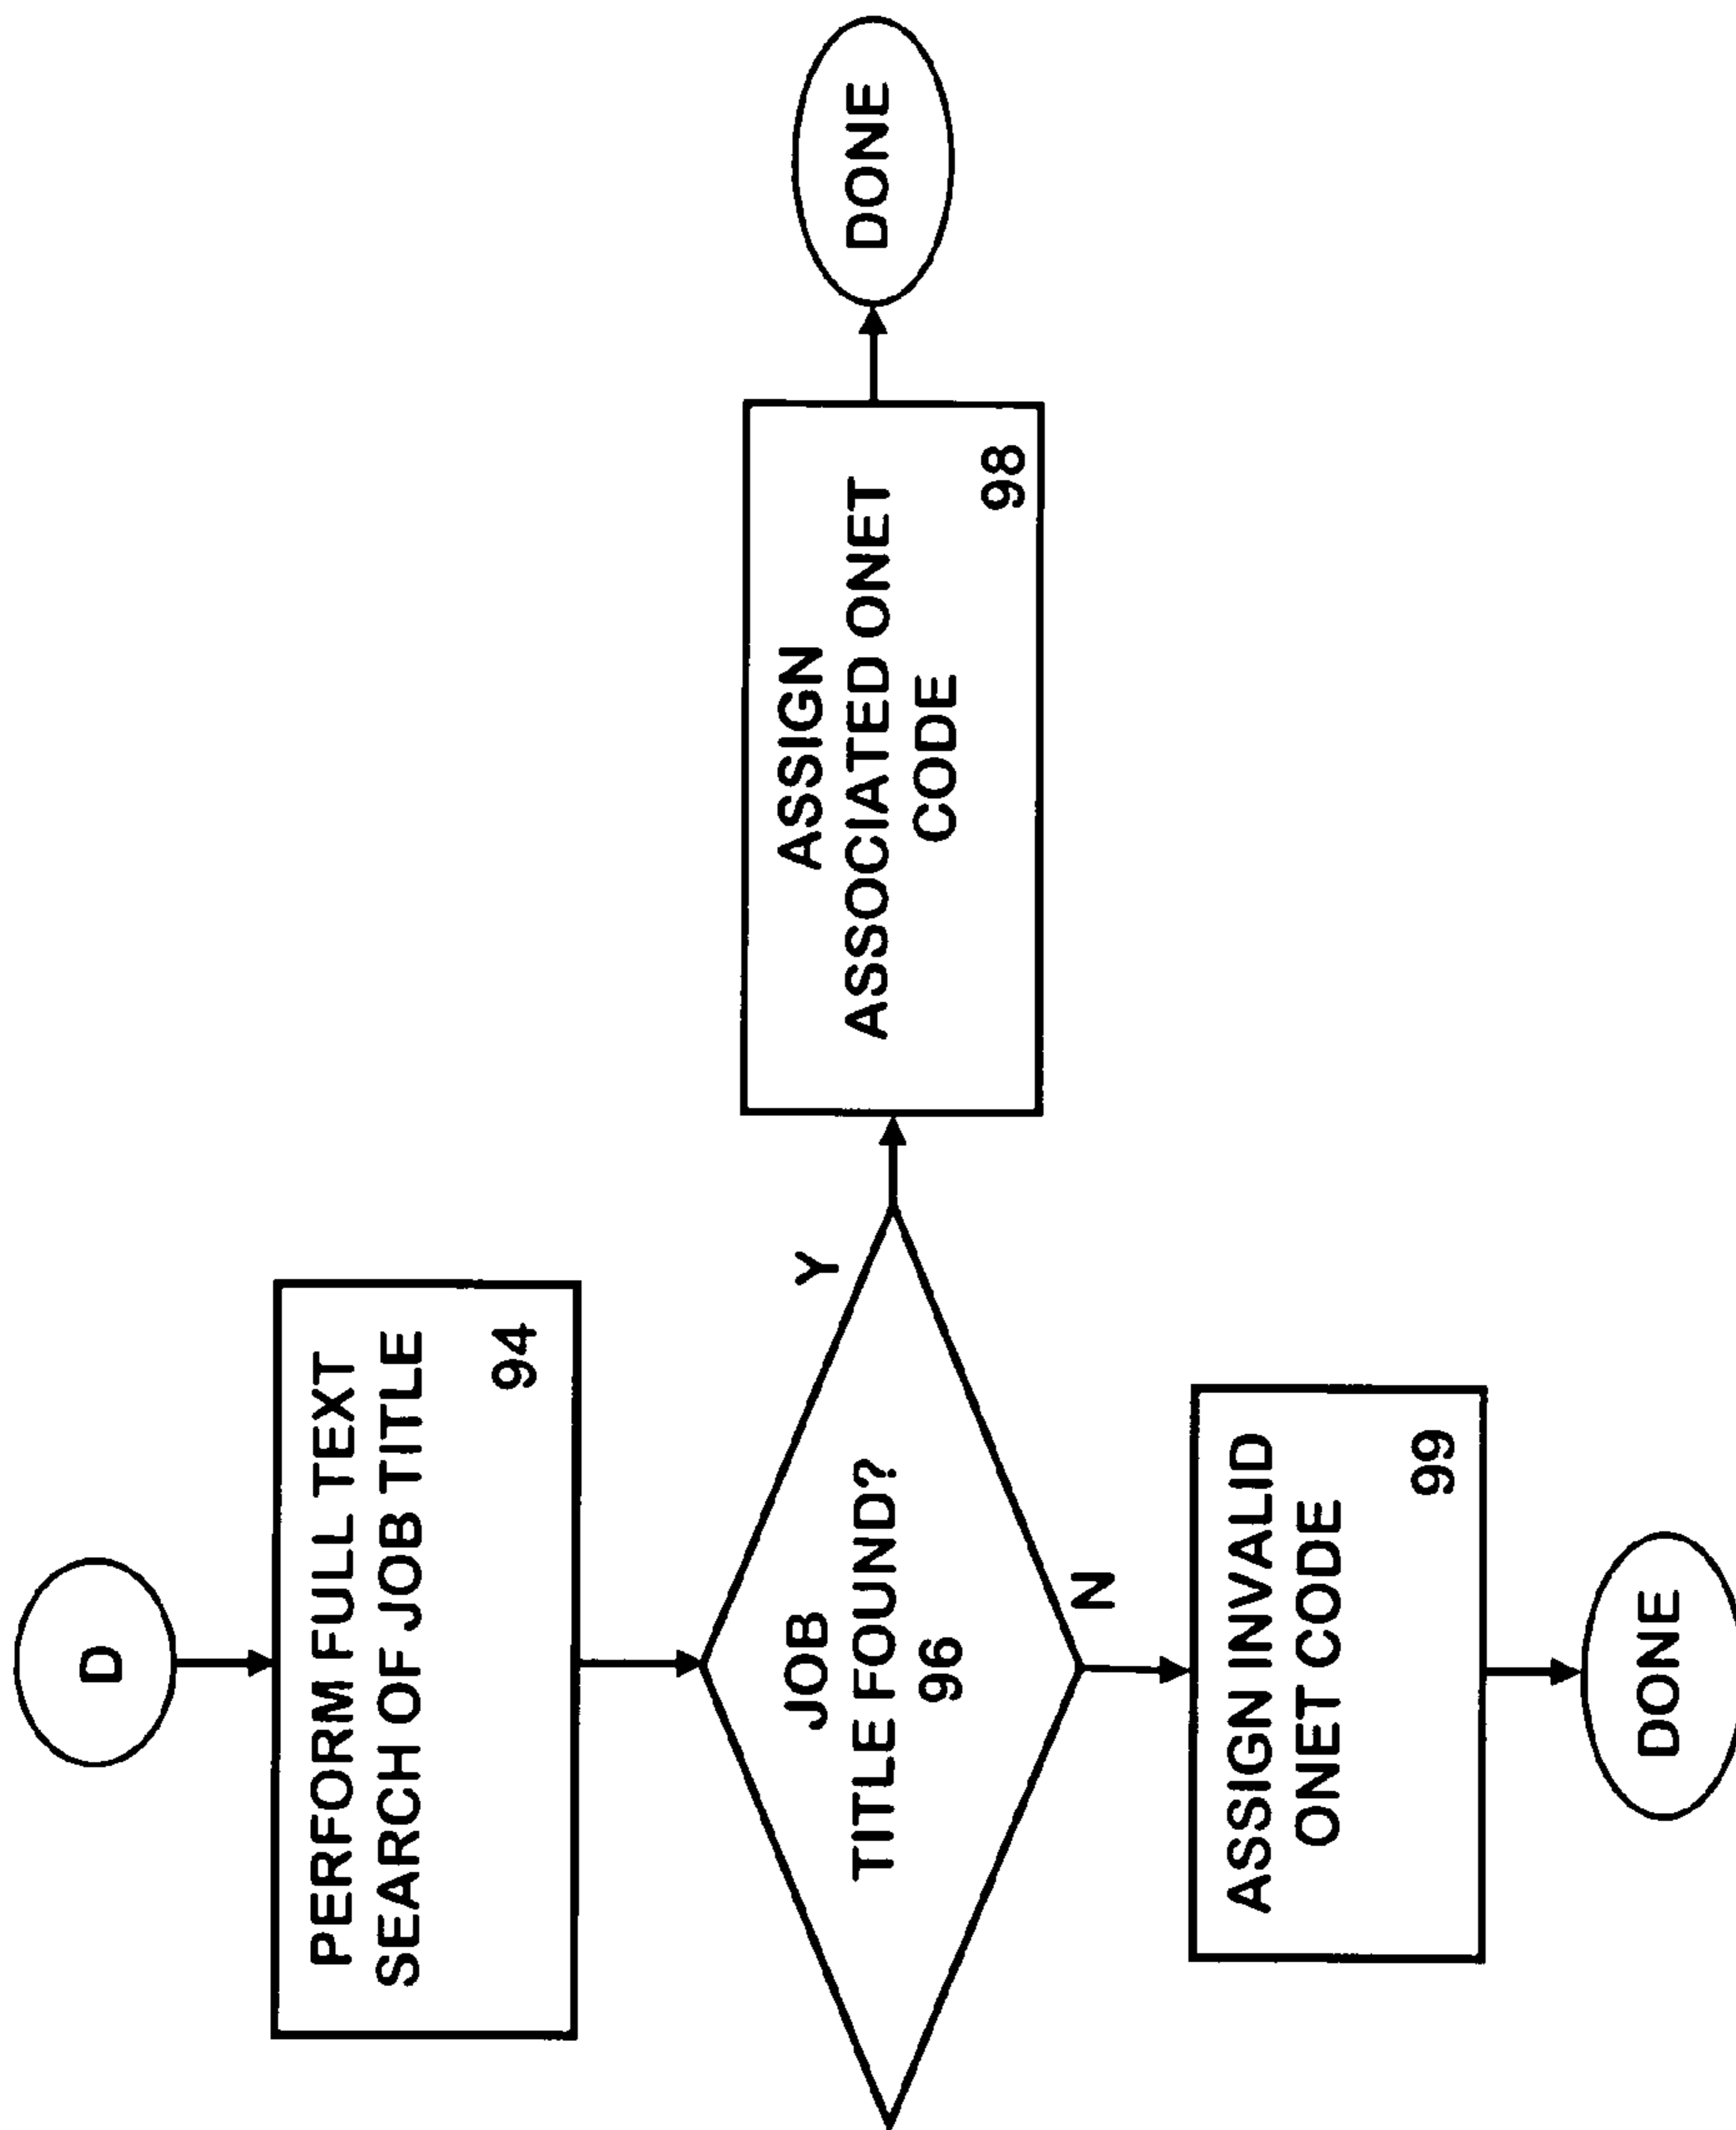 D
PERFORM FULL TEXT
SEARCH OF JOB TITLE
94
JOB
TITLE FOUND?
96
Y
ASSIGN
ASSOCIATED ONET
CODE
98
DONE
N
ASSIGN INVALID
ONET CODE
99
DONE